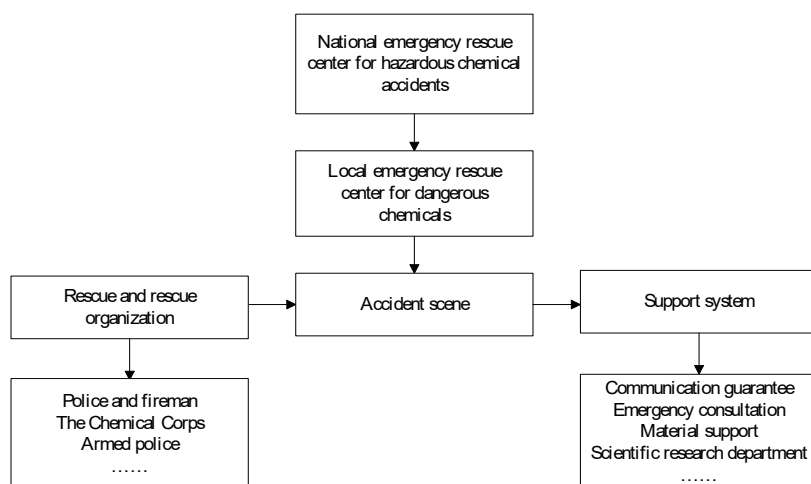 National emergency rescue
center for hazardous chemical
accidents
Local emergency rescue
center for dangerous
chemicals
Rescue and rescue
organization
Accident scene
Support system
Police and fireman
The Chemical Corps
Armed police
……
Communication guarantee
Emergency consultation
Material support
Scientific research department
……